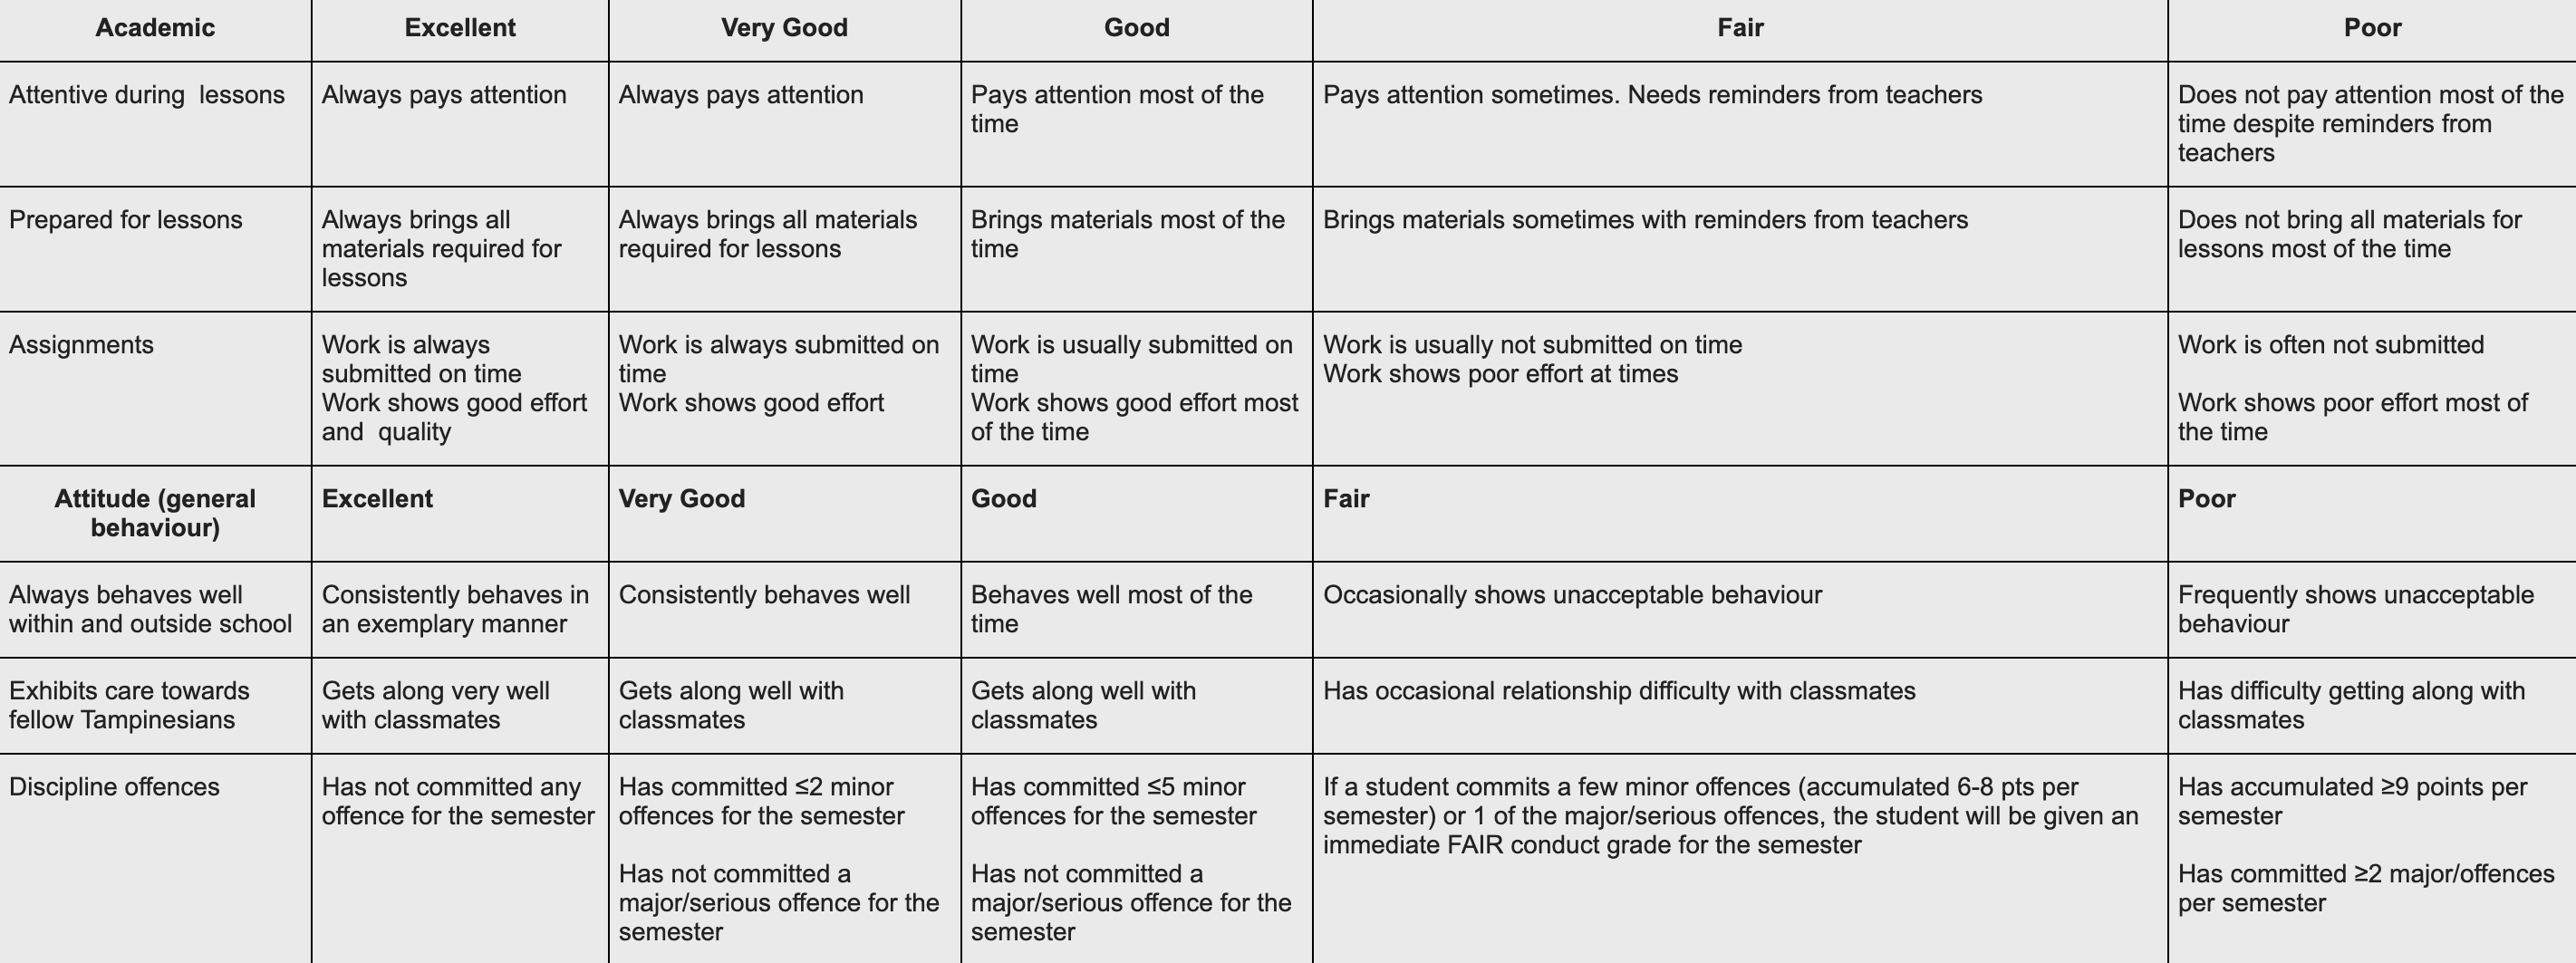 Academic
Excellent
Very Good
Good
Fair
Poor
Attentive during  lessons
Always pays attention
Always pays attention
Pays attention most of the
time
Pays attention sometimes. Needs reminders from teachers
Does not pay attention most of the
time despite reminders from
teachers
Prepared for lessons
Always brings all
materials required for
lessons
Always brings all materials
required for lessons
Brings materials most of the
time
Brings materials sometimes with reminders from teachers
Does not bring all materials for
lessons most of the time
Assignments
Work is always
submitted on time
Work shows good effort
and  quality
Work is always submitted on
time
Work shows good effort
Work is usually submitted on
time
Work shows good effort most
of the time
Work is usually not submitted on time
Work shows poor effort at times
Work is often not submitted
Work shows poor effort most of
the time
Attitude (general
behaviour)
Excellent
Very Good
Good
Fair
Poor
Always behaves well
within and outside school
Consistently behaves in
an exemplary manner
Consistently behaves well
Behaves well most of the
time
Occasionally shows unacceptable behaviour
Frequently shows unacceptable
behaviour
Exhibits care towards
fellow Tampinesians
Gets along very well
with classmates
Gets along well with
classmates
Gets along well with
classmates
Has occasional relationship difficulty with classmates
Has difficulty getting along with
classmates
Discipline offences
Has not committed any
offence for the semester
Has committed ≤2 minor
offences for the semester
Has not committed a
major/serious offence for the
semester
Has committed ≤5 minor
offences for the semester
Has not committed a
major/serious offence for the
semester
If a student commits a few minor offences (accumulated 6-8 pts per
semester) or 1 of the major/serious offences, the student will be given an
immediate FAIR conduct grade for the semester
Has accumulated ≥9 points per
semester
Has committed ≥2 major/offences
per semester